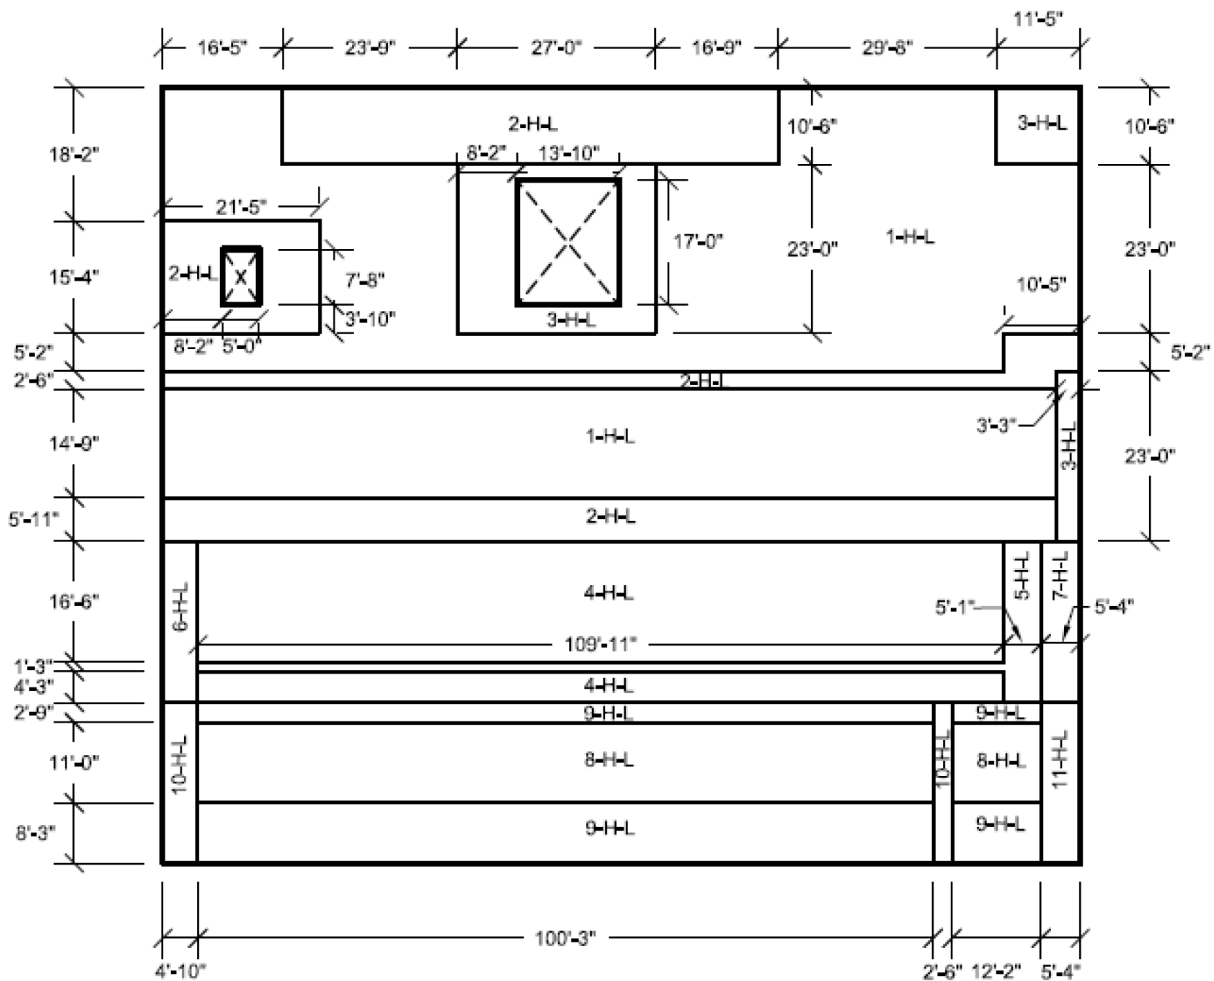 11'-5"
16'-5" 23'-9" 27'-0" 16'-9" 29'-8"
2-H-L 10'-6" 3-H-L 10'-6"
18'-2" 8'-2" 13'-10"
21'-5"
17'-0" 23'-0" 1-H-L 23'-0"
15'-4" 2-H-L X 7'-8" 10'-5"
3'-10" 3-H-L
8'-2" 5'-0"
5'-2" 5'-2"
2'-6" 2-H-L
3'-3"
14'-9" 1-H-L 3-H-L 23'-0"
5'-11" 2-H-L
16'-6" 6-H-L 4-H-L 5-H-L 7-H-L
5'-1" 5'-4"
109'-11"
1'-3"
4'-3" 4-H-L
2'-9" 9-H-L 9-H-L
11'-0" 10-H-L 8-H-L 10-H-L 8-H-L 11-H-L
8'-3" 9-H-L 9-H-L
100'-3"
4'-10" 2'-6" 12'-2" 5'-4"